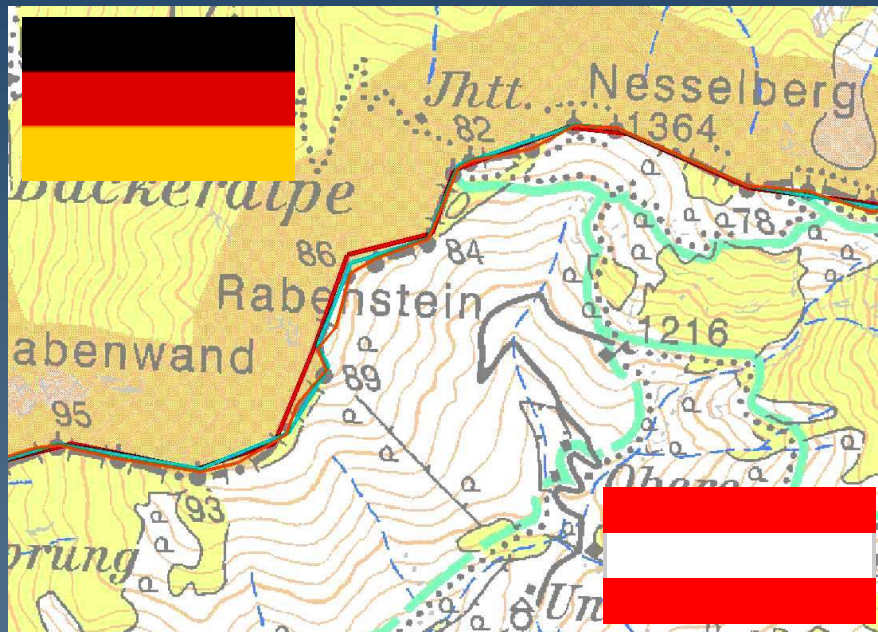 Jhtt.
Nesselberg
82
1364
Bäckeralpe
86
84
78
Rabenstein
abenwand
1216
89
95
Obere
93
prung
Un